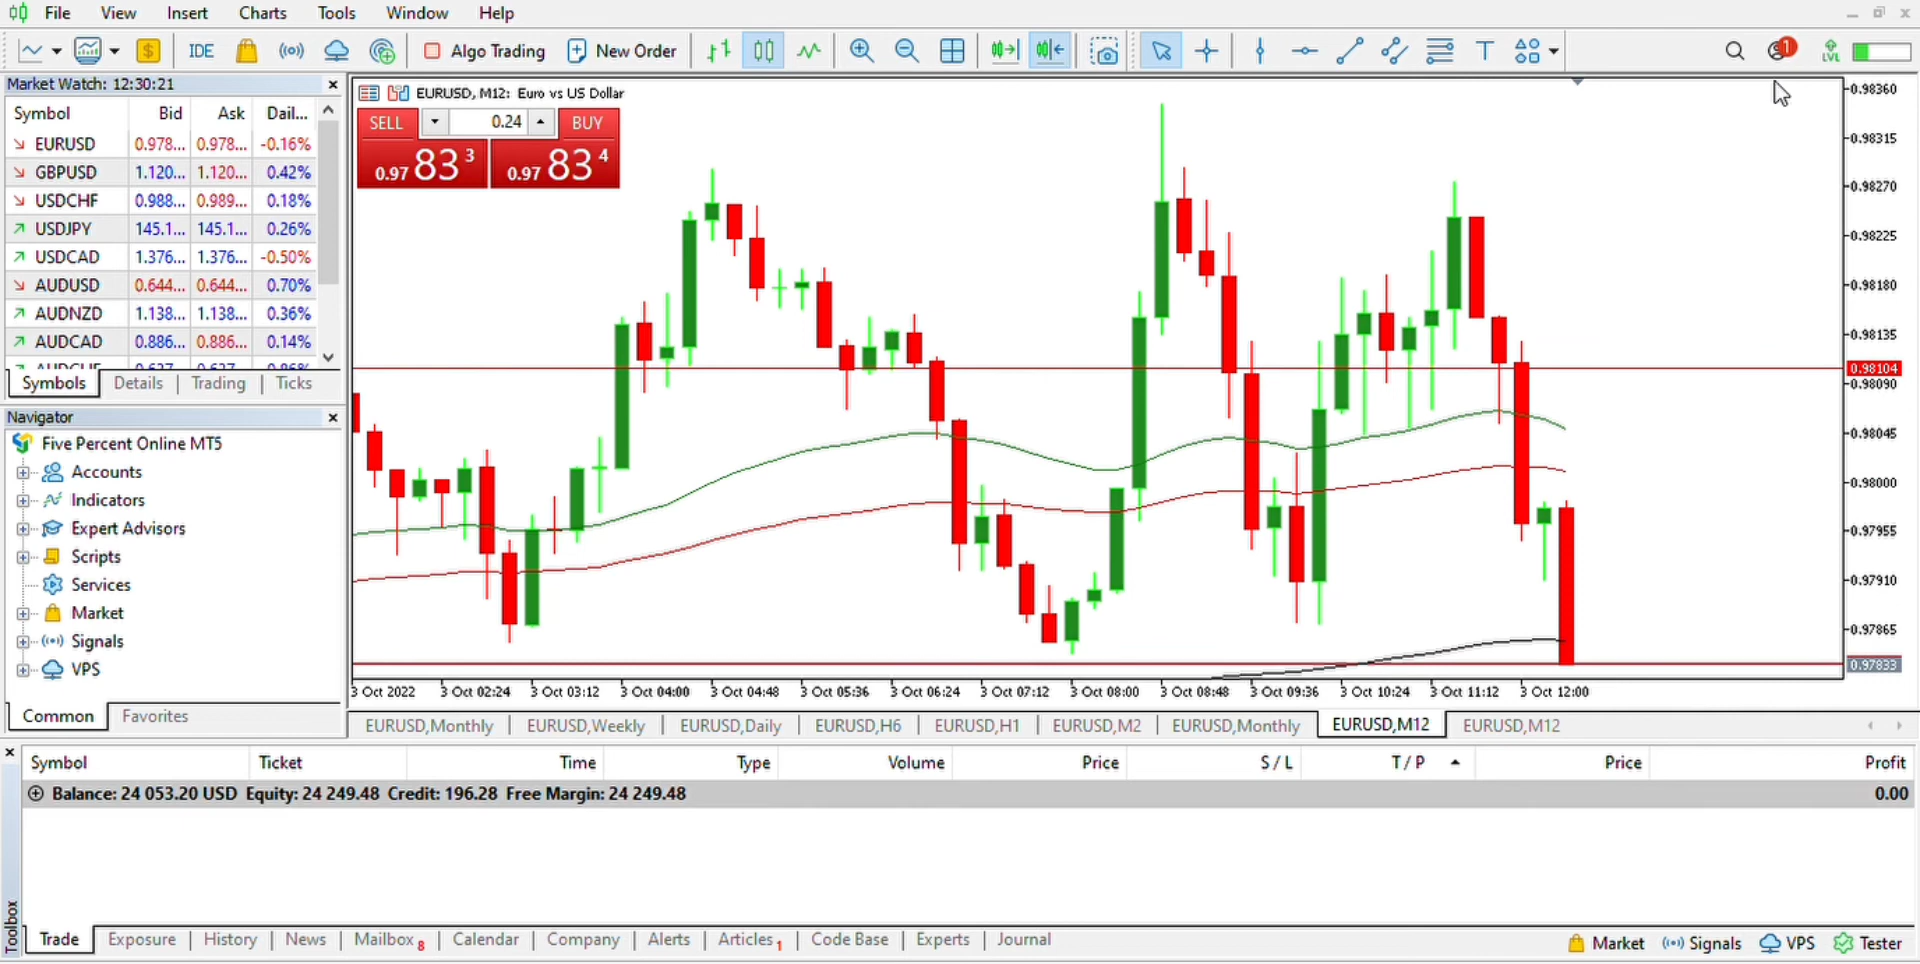 File View Insert Charts Tools Window Help
IDE Algo Trading New Order 1 LVL
Market Watch: 12:30:21
Symbol Bid Ask Dail...
EURUSD 0.978... 0.978... -0.16%
GBPUSD 1.120... 1.120... 0.42%
USDCHF 0.988... 0.989... 0.18%
USDJPY 145.1... 145.1... 0.26%
USDCAD 1.376... 1.376... -0.50%
AUDUSD 0.644... 0.644... 0.70%
AUDNZD 1.138... 1.138... 0.36%
AUDCAD 0.886... 0.886... 0.14%
Symbols Details Trading Ticks
Navigator
Five Percent Online MT5
Accounts
Indicators
Expert Advisors
Scripts
Services
Market
Signals
VPS
Common Favorites
EURUSD, M12: Euro vs US Dollar
SELL 0.24 BUY
0.97 83 3 0.97 83 4
0.98360
0.98315
0.98270
0.98225
0.98180
0.98135
0.98104
0.98090
0.98045
0.98000
0.97955
0.97910
0.97865
0.97833
3 Oct 2022 3 Oct 02:24 3 Oct 03:12 3 Oct 04:00 3 Oct 04:48 3 Oct 05:36 3 Oct 06:24 3 Oct 07:12 3 Oct 08:00 3 Oct 08:48 3 Oct 09:36 3 Oct 10:24 3 Oct 11:12 3 Oct 12:00
EURUSD,Monthly EURUSD,Weekly EURUSD,Daily EURUSD,H6 EURUSD,H1 EURUSD,M2 EURUSD,Monthly EURUSD,M12 EURUSD,M12
Symbol Ticket Time Type Volume Price S / L T / P Price Profit
Balance: 24 053.20 USD Equity: 24 249.48 Credit: 196.28 Free Margin: 24 249.48 0.00
Toolbox
Trade Exposure History News Mailbox 8 Calendar Company Alerts Articles 1 Code Base Experts Journal
Market Signals VPS Tester